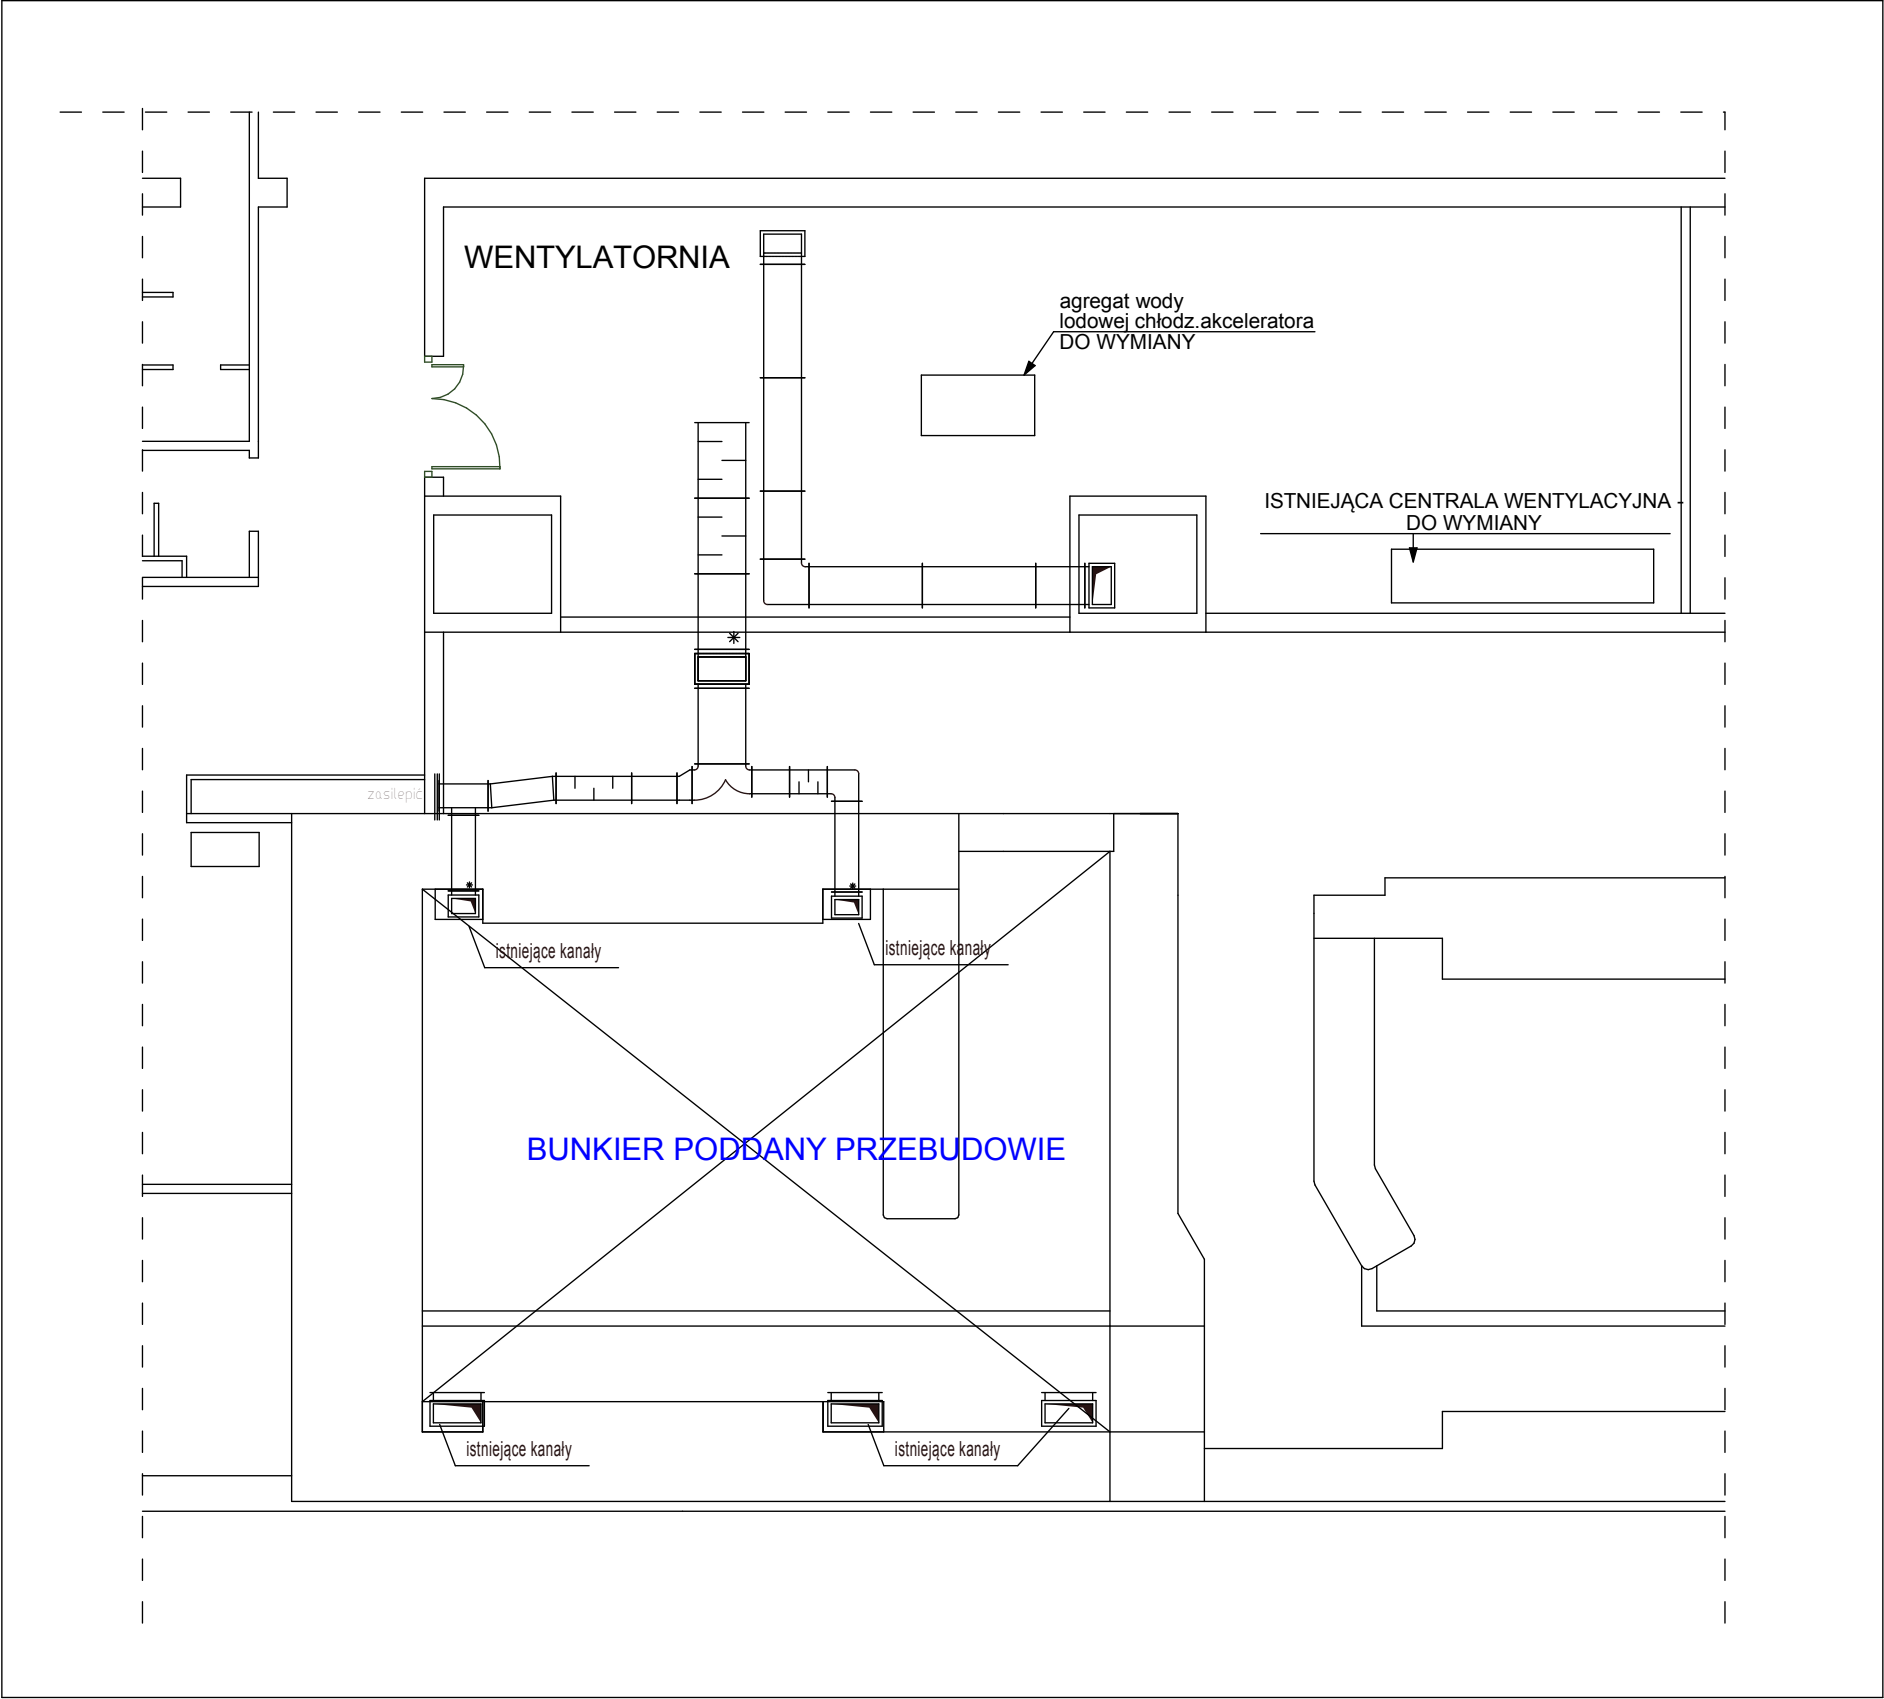 WENTYLATORNIA
agregat wody
lodowej chłodz.akceleratora
DO WYMIANY
ISTNIEJĄCA CENTRALA WENTYLACYJNA -
DO WYMIANY
zasilepić
istniejące kanały
istniejące kanały
BUNKIER PODDANY PRZEBUDOWIE
istniejące kanały
istniejące kanały